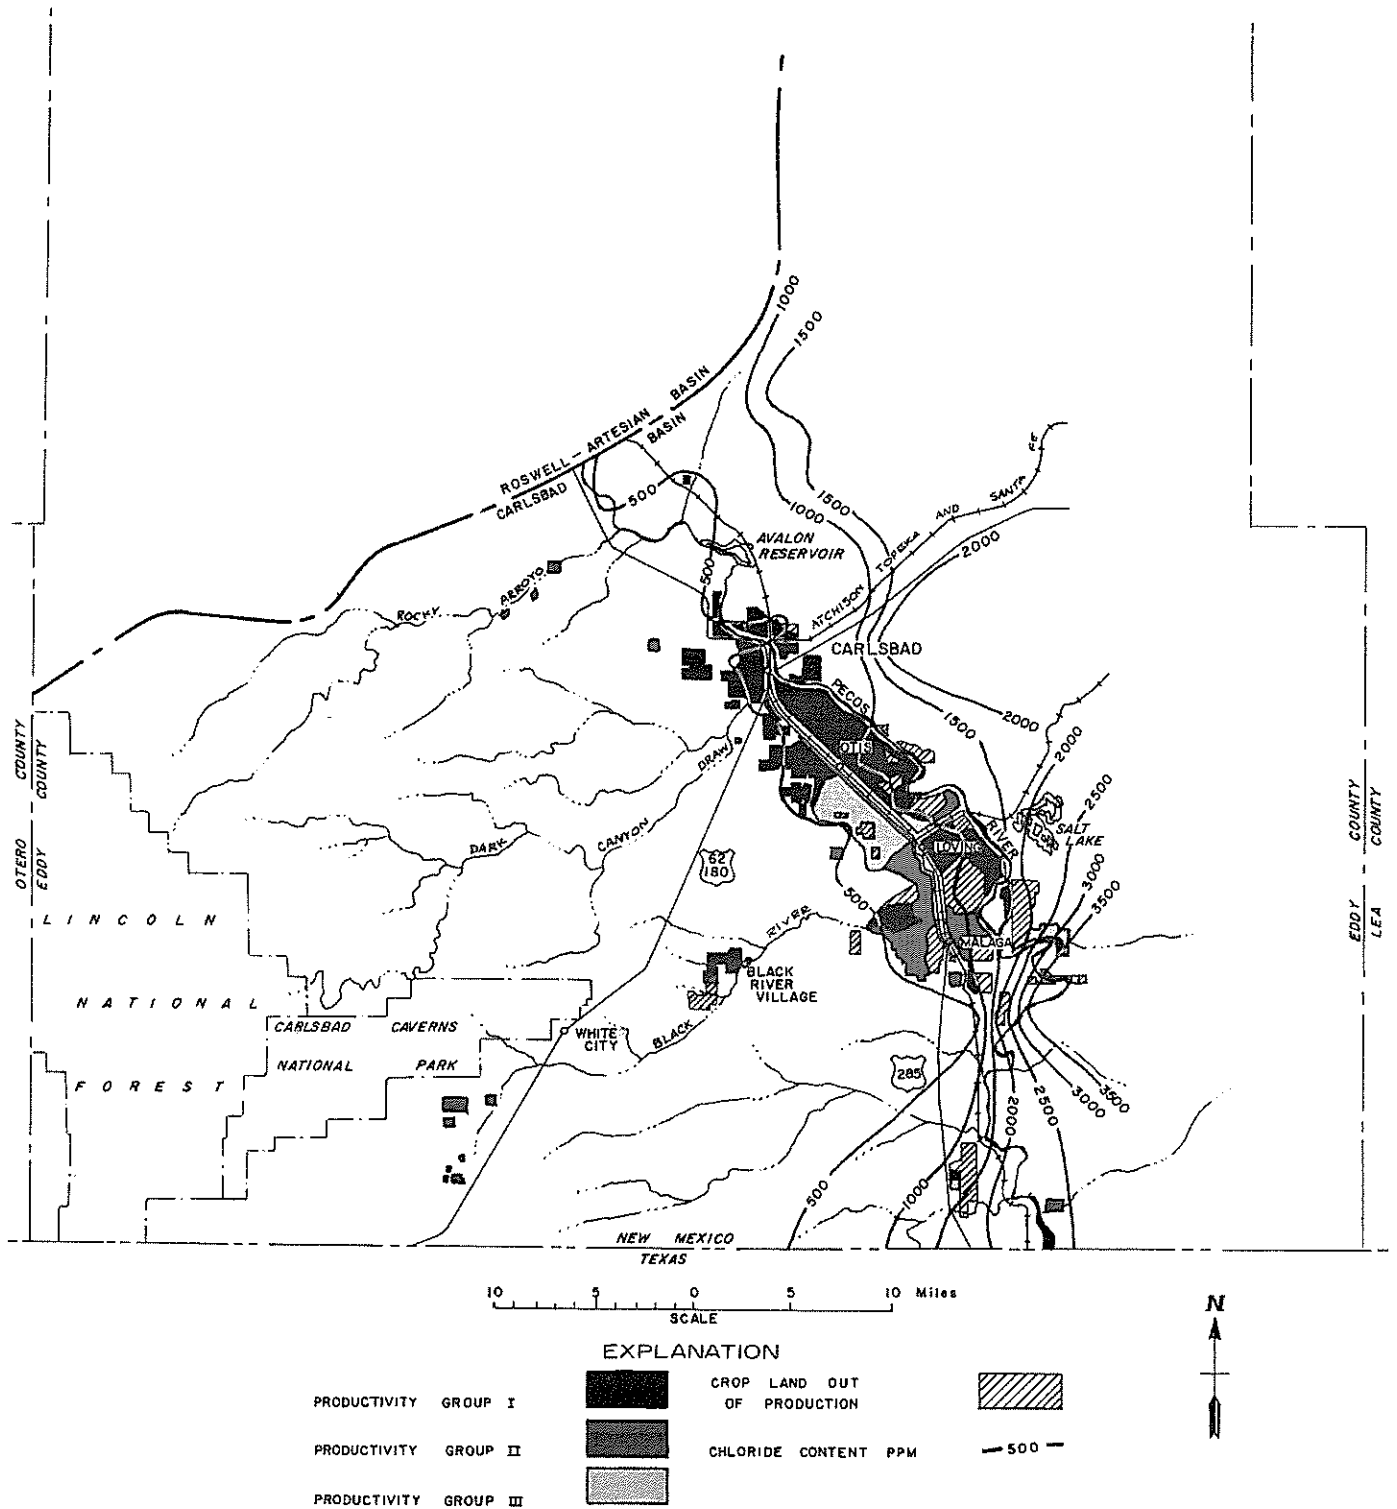 1000
1500
ROSWELL - ARTESIAN BASIN
CARLSBAD BASIN
500
1500
1000
ATCHISON TOPEKA AND SANTA FE
2000
AVALON
RESERVOIR
500
ROCKY ARROYO
CARLSBAD
PECOS RIVER
1500
2000
2000
OTIS
2500
OTERO COUNTY
EDDY COUNTY
EDDY COUNTY
LEA COUNTY
DARK CANYON DRAW
SALT
LAKE
LOVING
62
180
3000
3500
500
LINCOLN
NATIONAL
FOREST
MALAGA
BLACK RIVER
BLACK
RIVER
VILLAGE
CARLSBAD CAVERNS
NATIONAL PARK
WHITE
CITY
285
2000
2500
3000
3500
500
1000
NEW MEXICO
TEXAS
10 5 0 5 10 Miles
SCALE
N
EXPLANATION
PRODUCTIVITY GROUP I
CROP LAND OUT
OF PRODUCTION
PRODUCTIVITY GROUP II
CHLORIDE CONTENT PPM
500
PRODUCTIVITY GROUP III